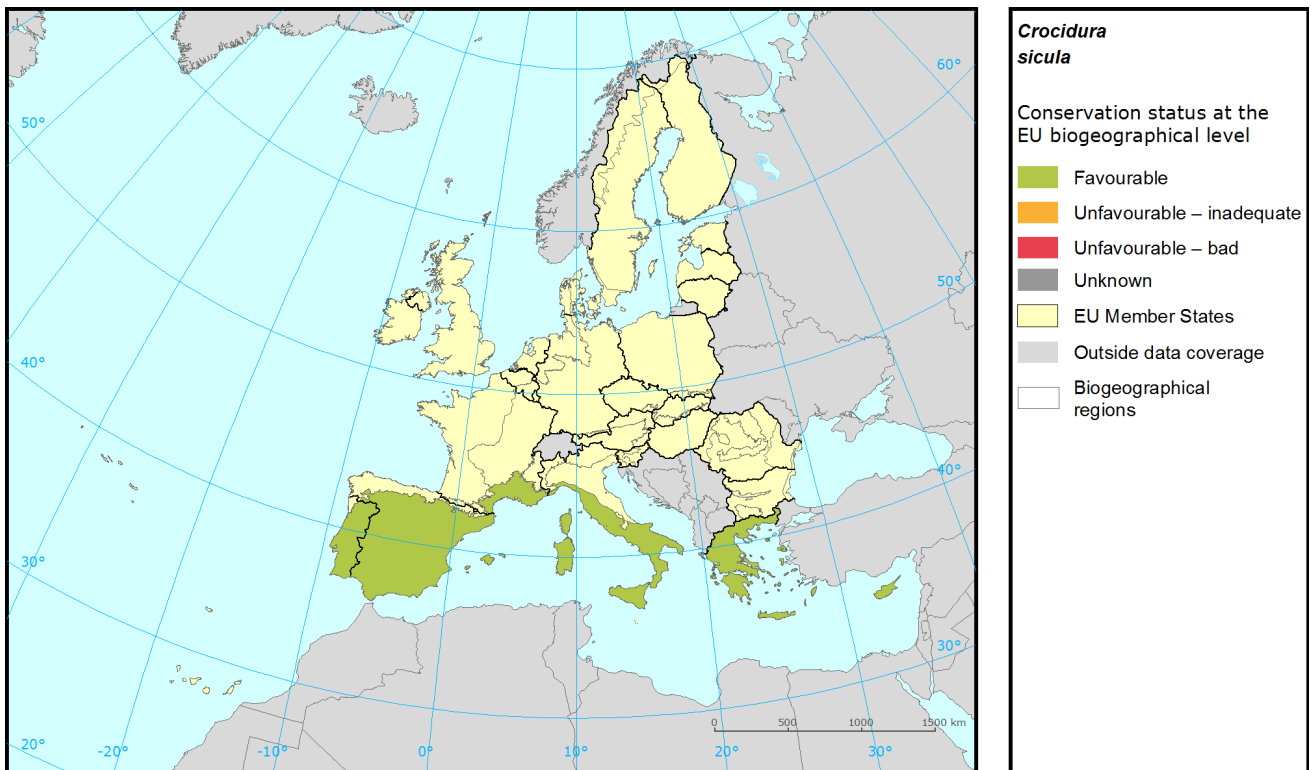 Crocidura
sicula
Conservation status at the
EU biogeographical level
Favourable
Unfavourable – inadequate
Unfavourable – bad
Unknown
EU Member States
Outside data coverage
Biogeographical
regions
60°
50°
50°
40°
40°
30°
30°
20°
-20°
-10°
0°
10°
20°
30°
0 500 1000 1500 km